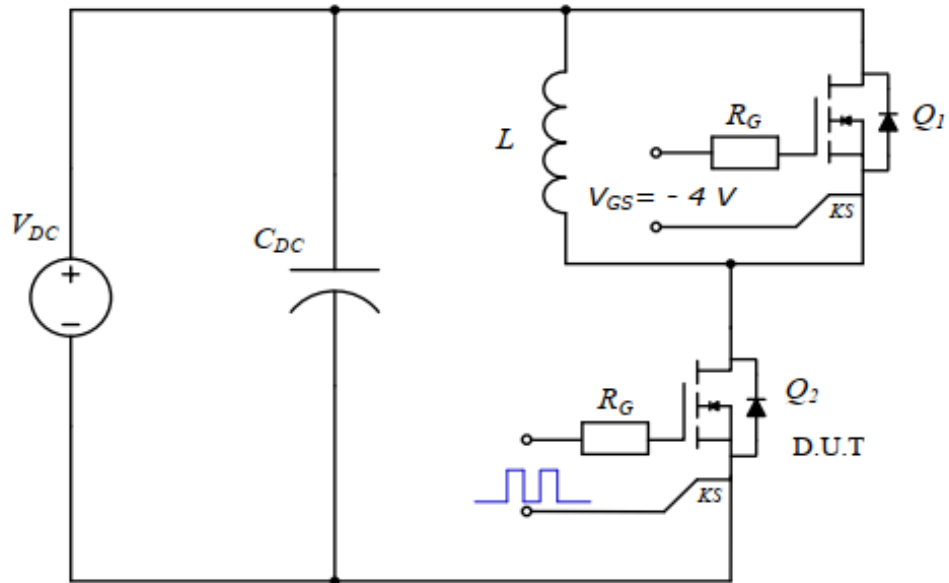 R_G
Q_1
L
V_GS = - 4 V
KS
V_DC
C_DC
+
−
R_G
Q_2
D.U.T
KS